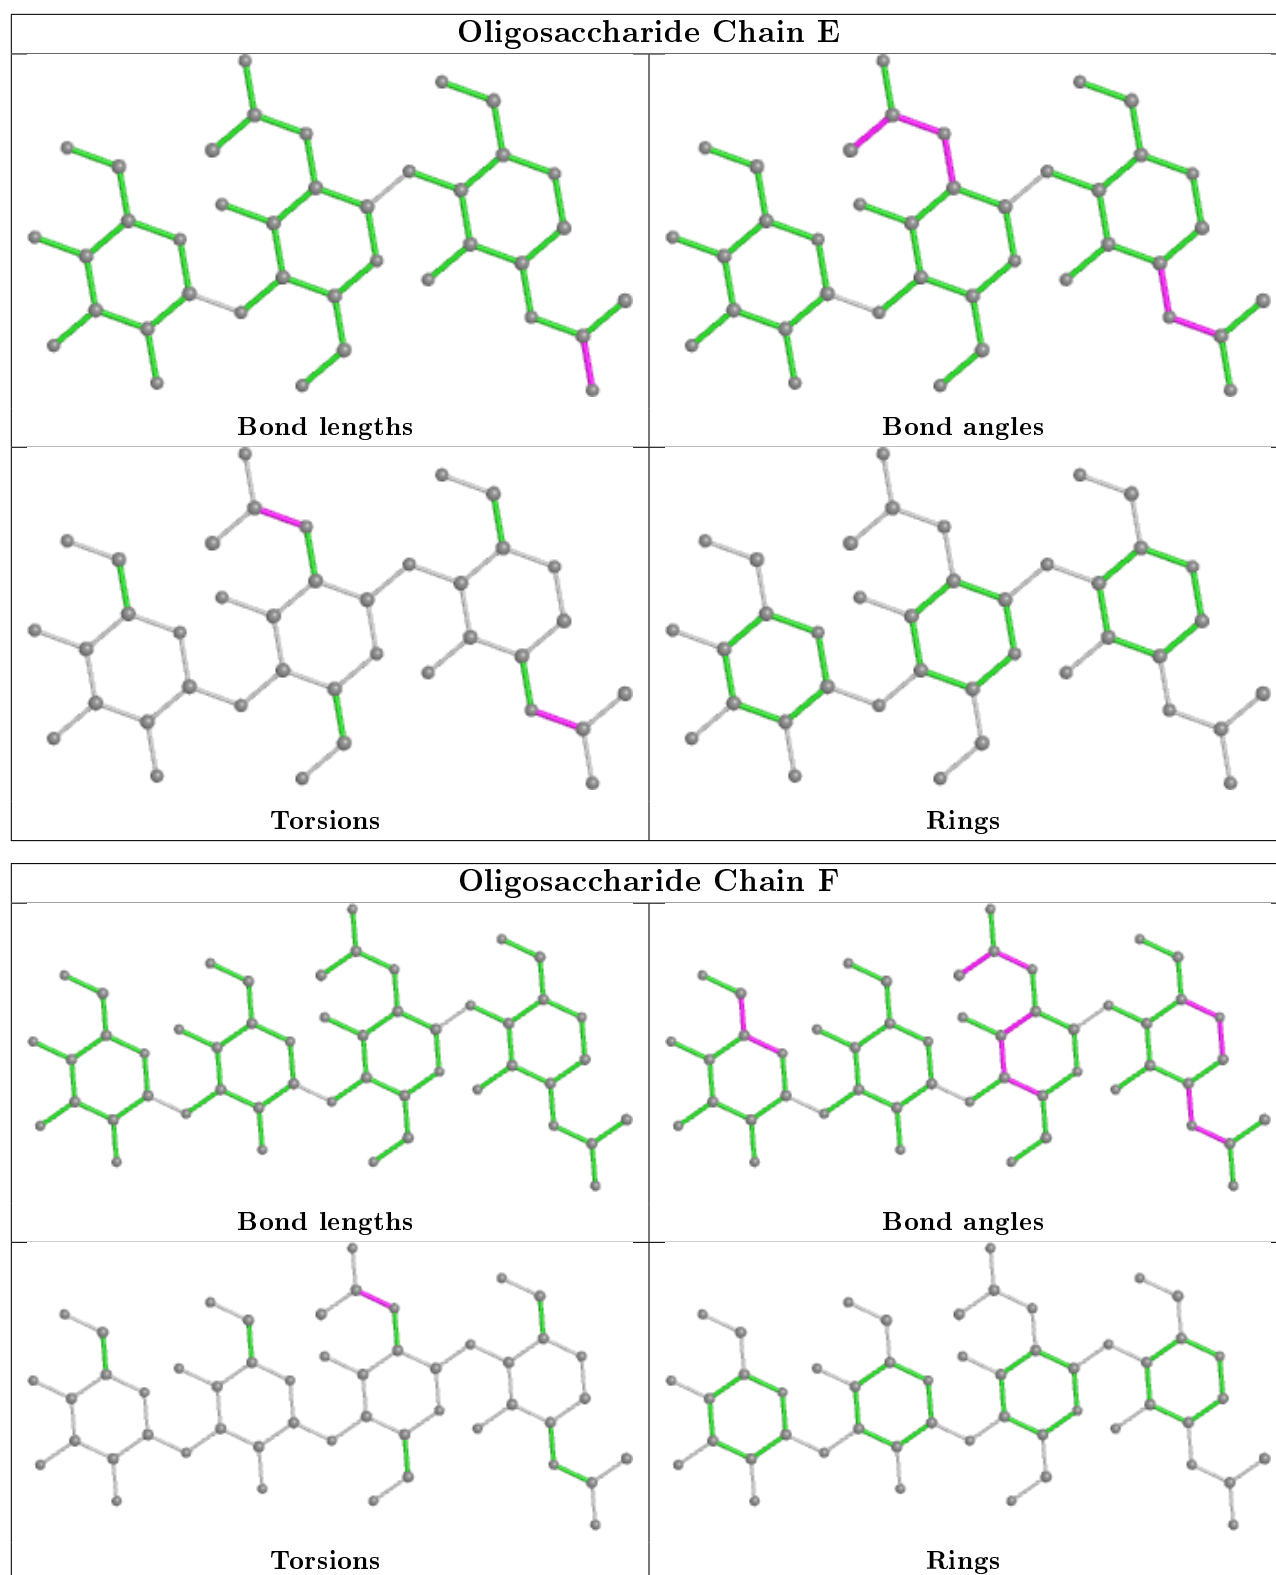 Oligosaccharide Chain E
Bond lengths
Bond angles
Torsions
Rings
Oligosaccharide Chain F
Bond lengths
Bond angles
Torsions
Rings